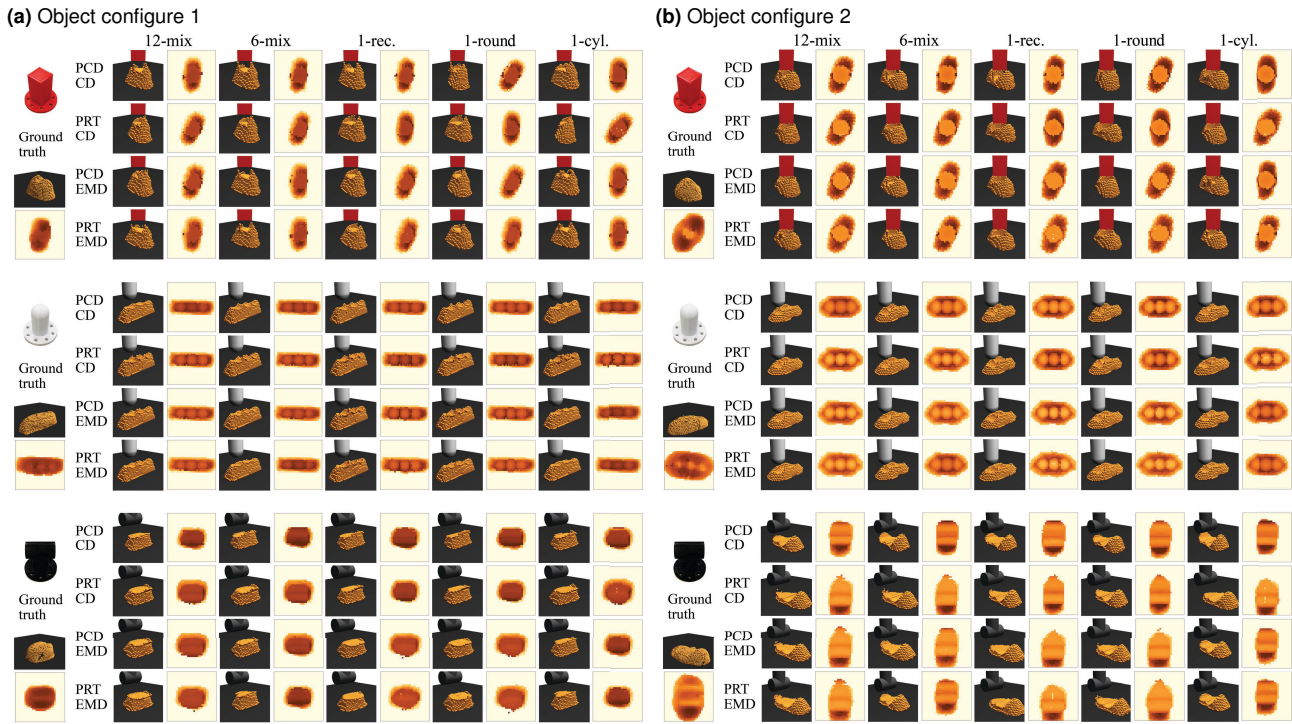 (a) Object configure 1
12-mix 6-mix 1-rec. 1-round 1-cyl.
PCD
CD
PRT
CD
Ground
truth
PCD
EMD
PRT
EMD
PCD
CD
PRT
CD
Ground
truth
PCD
EMD
PRT
EMD
PCD
CD
PRT
CD
Ground
truth
PCD
EMD
PRT
EMD
(b) Object configure 2
12-mix 6-mix 1-rec. 1-round 1-cyl.
PCD
CD
PRT
CD
Ground
truth
PCD
EMD
PRT
EMD
PCD
CD
PRT
CD
Ground
truth
PCD
EMD
PRT
EMD
PCD
CD
PRT
CD
Ground
truth
PCD
EMD
PRT
EMD